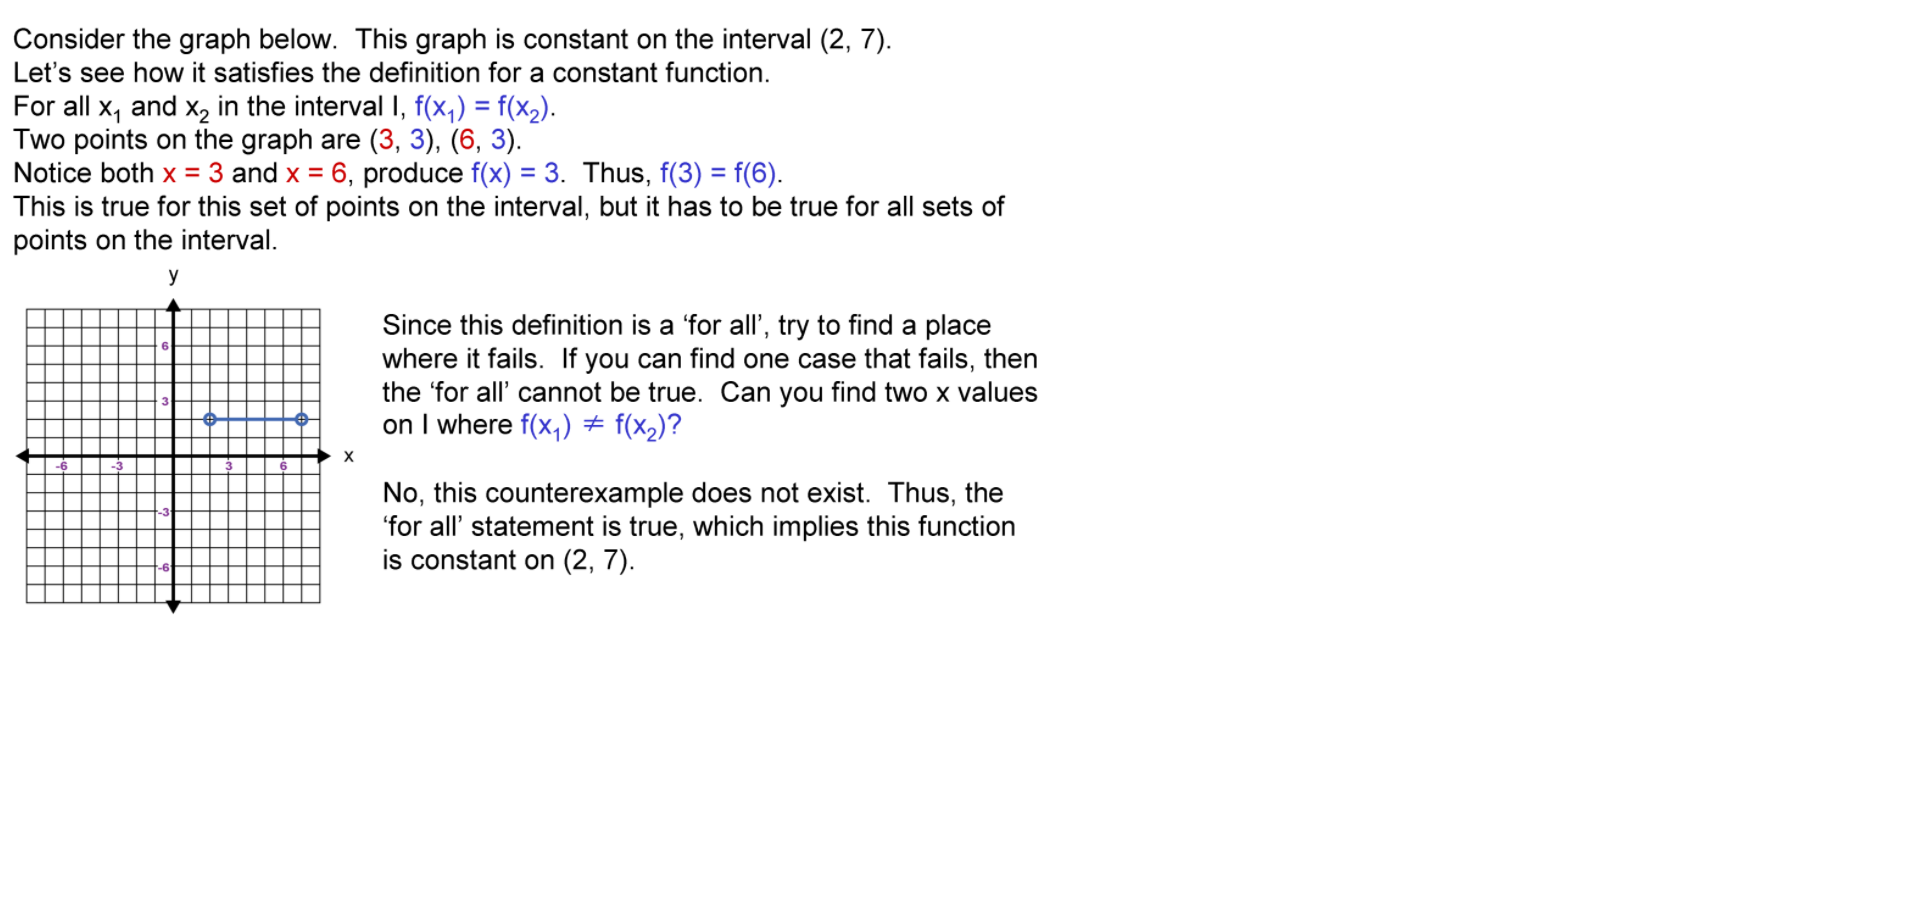 Consider the graph below.  This graph is constant on the interval (2, 7).
Let’s see how it satisfies the definition for a constant function.
For all x₁ and x₂ in the interval I, f(x₁) = f(x₂).
Two points on the graph are (3, 3), (6, 3).
Notice both x = 3 and x = 6, produce f(x) = 3.  Thus, f(3) = f(6).
This is true for this set of points on the interval, but it has to be true for all sets of
points on the interval.
y
6
3
x
-6 -3 3 6
-3
-6
Since this definition is a ‘for all’, try to find a place
where it fails.  If you can find one case that fails, then
the ‘for all’ cannot be true.  Can you find two x values
on I where f(x₁) ≠ f(x₂)?
No, this counterexample does not exist.  Thus, the
‘for all’ statement is true, which implies this function
is constant on (2, 7).